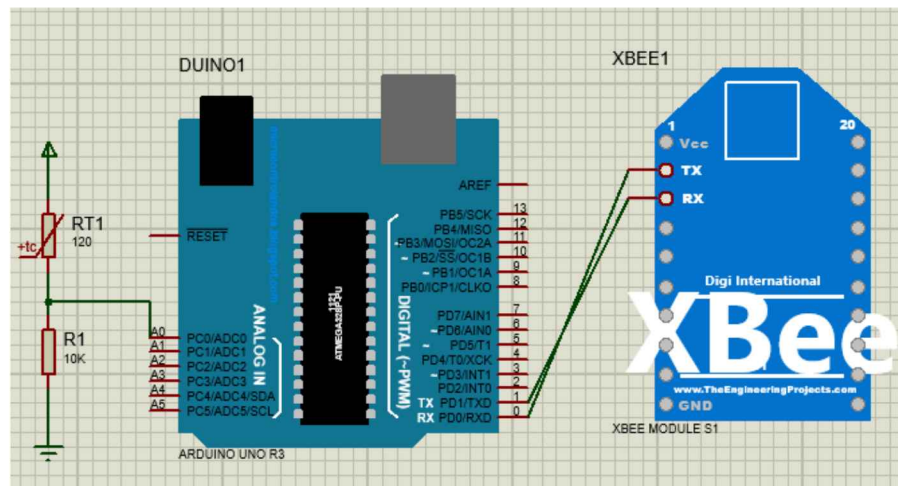 DUINO1
XBEE1
1
20
Vcc
TX
RX
AREF
RESET
PB5/SCK 13
PB4/MISO 12
~PB3/MOSI/OC2A 11
~ PB2/SS/OC1B 10
~ PB1/OC1A 9
PB0/ICP1/CLKO 8
PD7/AIN1 7
~ PD6/AIN0 6
~ PD5/T1 5
PD4/T0/XCK 4
~PD3/INT1 3
PD2/INT0 2
TX PD1/TXD 1
RX PD0/RXD 0
DIGITAL (~PWM)
ANALOG IN
1121
RT1
120
+tc
R1
10K
A0 PC0/ADC0
A1 PC1/ADC1
A2 PC2/ADC2
A3 PC3/ADC3
A4 PC4/ADC4/SDA
A5 PC5/ADC5/SCL
ARDUINO UNO R3
Digi International
XBee
www.TheEngineeringProjects.com
GND
XBEE MODULE S1